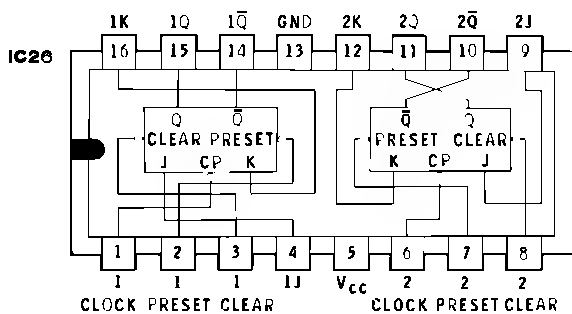 1K 1Q 1Q̅ GND 2K 2Q 2Q̅ 2J
IC26
16 15 14 13 12 11 10 9
Q Q̅ Q̅ Q
CLEAR PRESET PRESET CLEAR
J CP K K CP J
1 2 3 4 5 6 7 8
1 1 1 1J VCC 2 2 2
CLOCK PRESET CLEAR CLOCK PRESET CLEAR